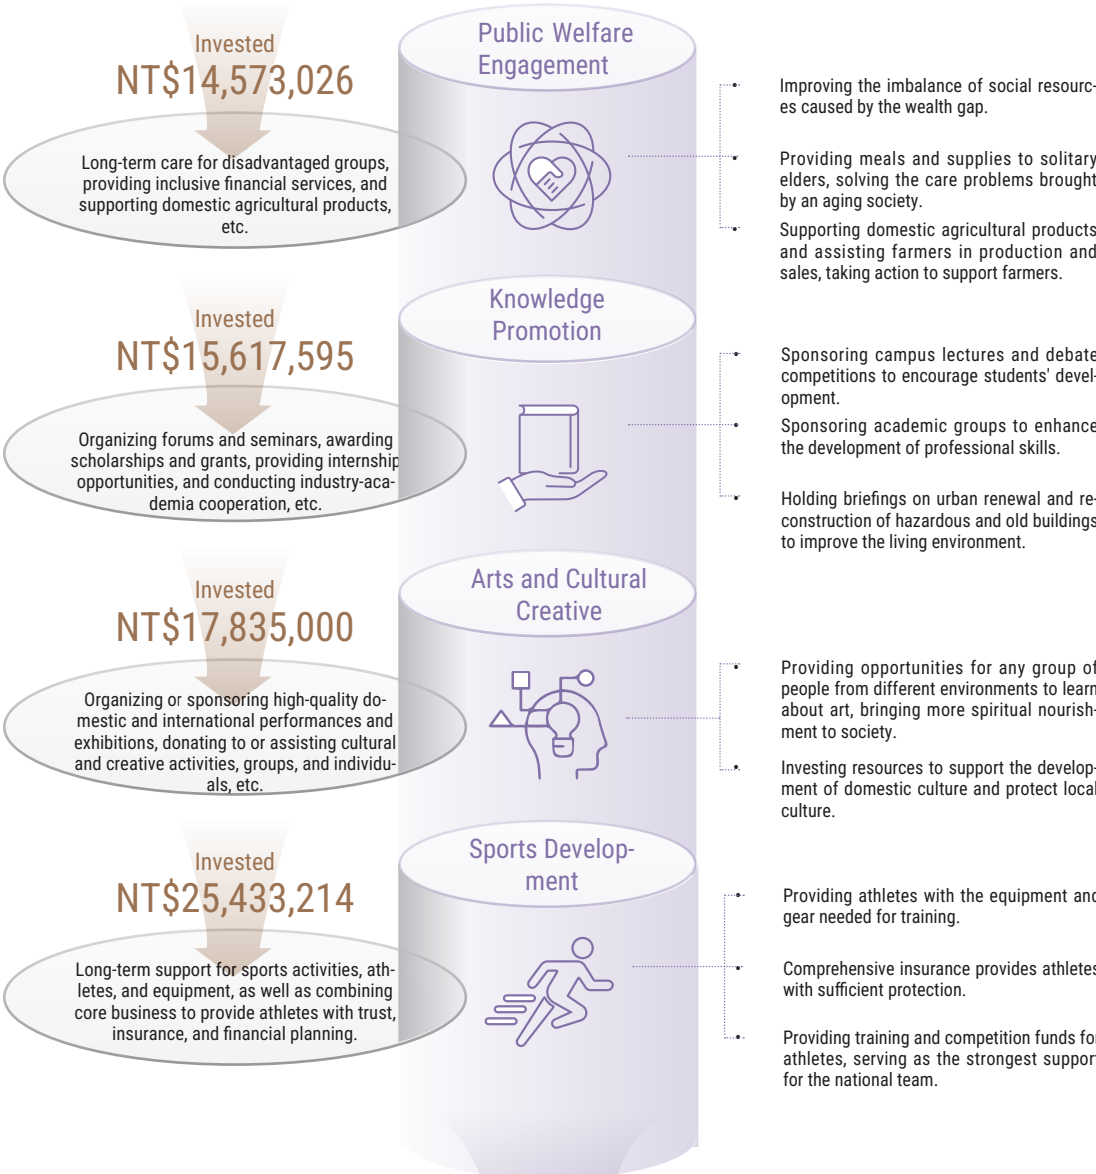 Invested
NT$14,573,026
Long-term care for disadvantaged groups,
providing inclusive financial services, and
supporting domestic agricultural products,
etc.
Public Welfare
Engagement
• Improving the imbalance of social resourc-
es caused by the wealth gap.
• Providing meals and supplies to solitary
elders, solving the care problems brought
by an aging society.
• Supporting domestic agricultural products
and assisting farmers in production and
sales, taking action to support farmers.
Invested
NT$15,617,595
Organizing forums and seminars, awarding
scholarships and grants, providing internship
opportunities, and conducting industry-aca-
demia cooperation, etc.
Knowledge
Promotion
• Sponsoring campus lectures and debate
competitions to encourage students' devel-
opment.
• Sponsoring academic groups to enhance
the development of professional skills.
• Holding briefings on urban renewal and re-
construction of hazardous and old buildings
to improve the living environment.
Invested
NT$17,835,000
Organizing or sponsoring high-quality do-
mestic and international performances and
exhibitions, donating to or assisting cultural
and creative activities, groups, and individu-
als, etc.
Arts and Cultural
Creative
• Providing opportunities for any group of
people from different environments to learn
about art, bringing more spiritual nourish-
ment to society.
• Investing resources to support the develop-
ment of domestic culture and protect local
culture.
Invested
NT$25,433,214
Long-term support for sports activities, ath-
letes, and equipment, as well as combining
core business to provide athletes with trust,
insurance, and financial planning.
Sports Develop-
ment
• Providing athletes with the equipment and
gear needed for training.
• Comprehensive insurance provides athletes
with sufficient protection.
• Providing training and competition funds for
athletes, serving as the strongest support
for the national team.